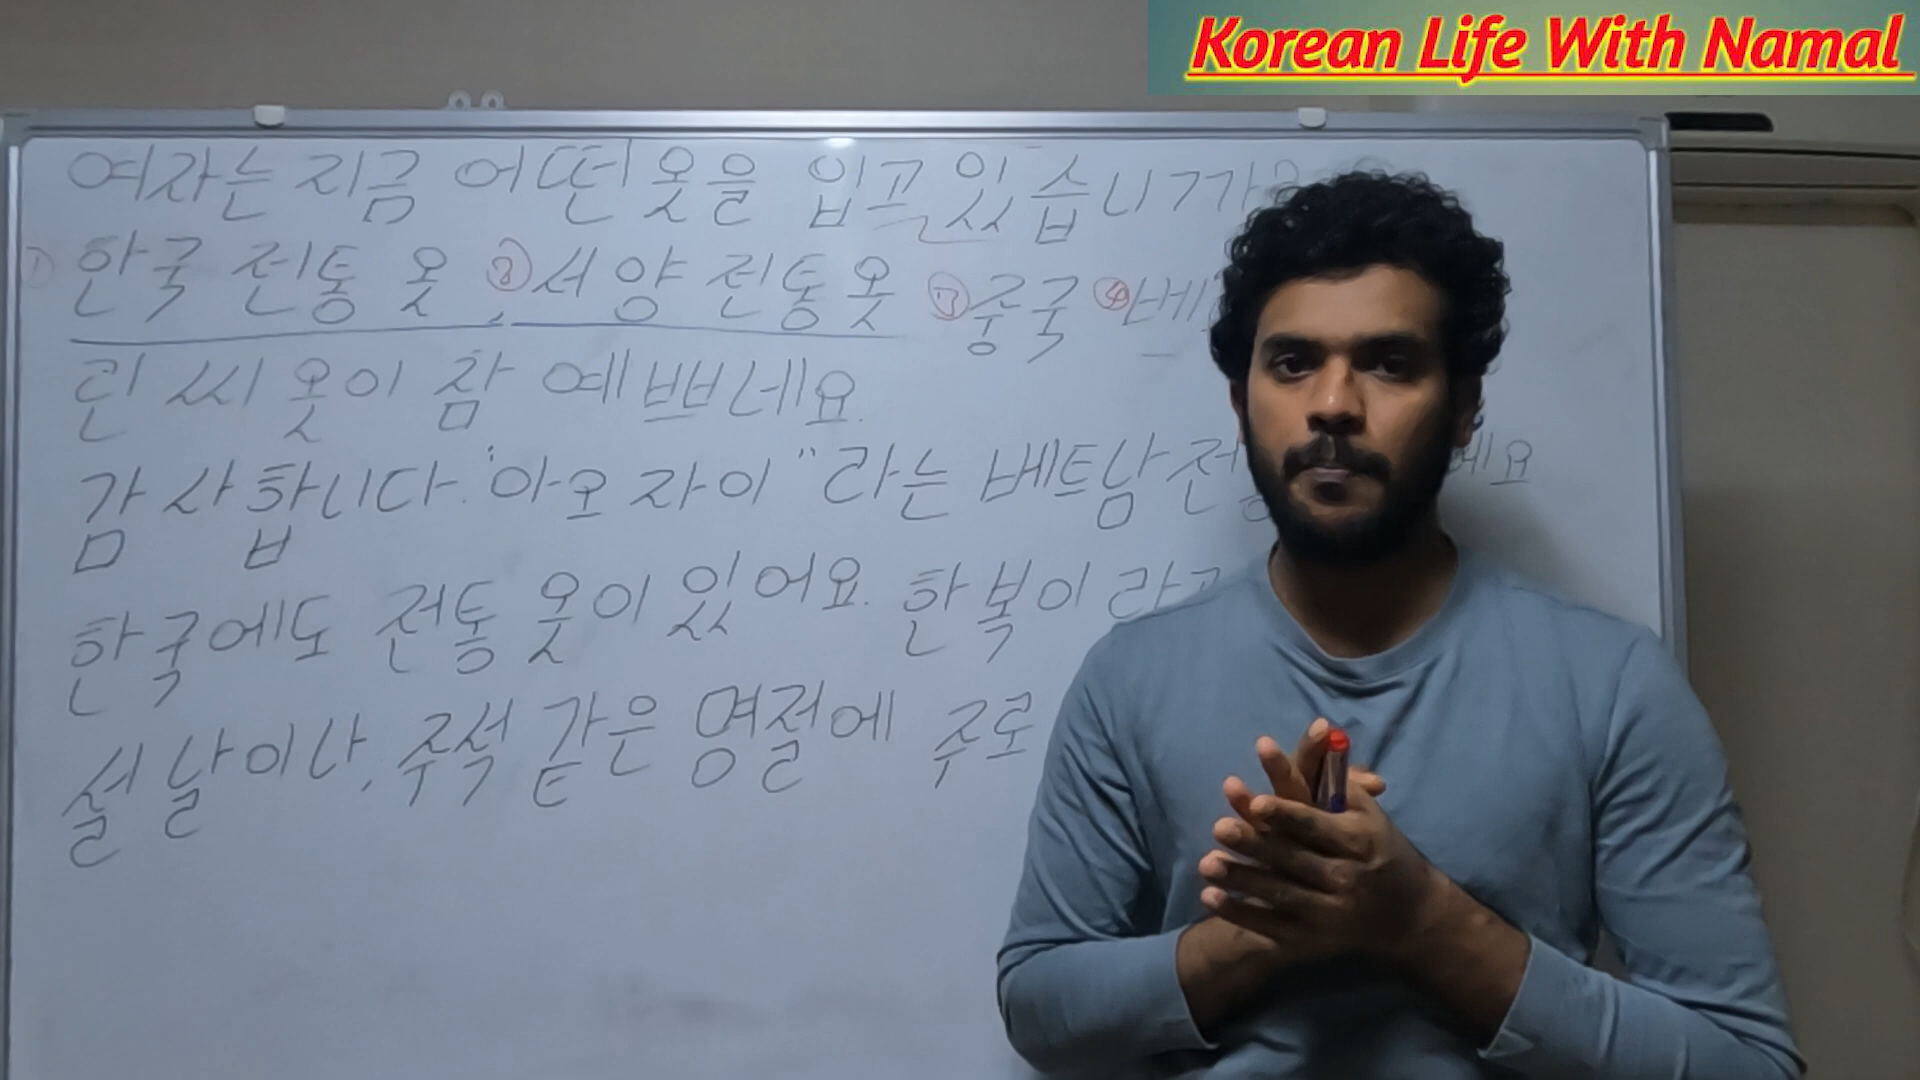 Korean Life With Namal
여자는 지금 어떤 옷을 입고 있습니까
① 한국 전통 옷 ② 서양 전통 옷 ③ 중국 ④
린 씨 옷이 참 예쁘네요.
감사합니다. "아오자이" 라는 베트남
한국에도 전통 옷이 있어요. 한복이라고
설날이나, 추석 같은 명절에 주로